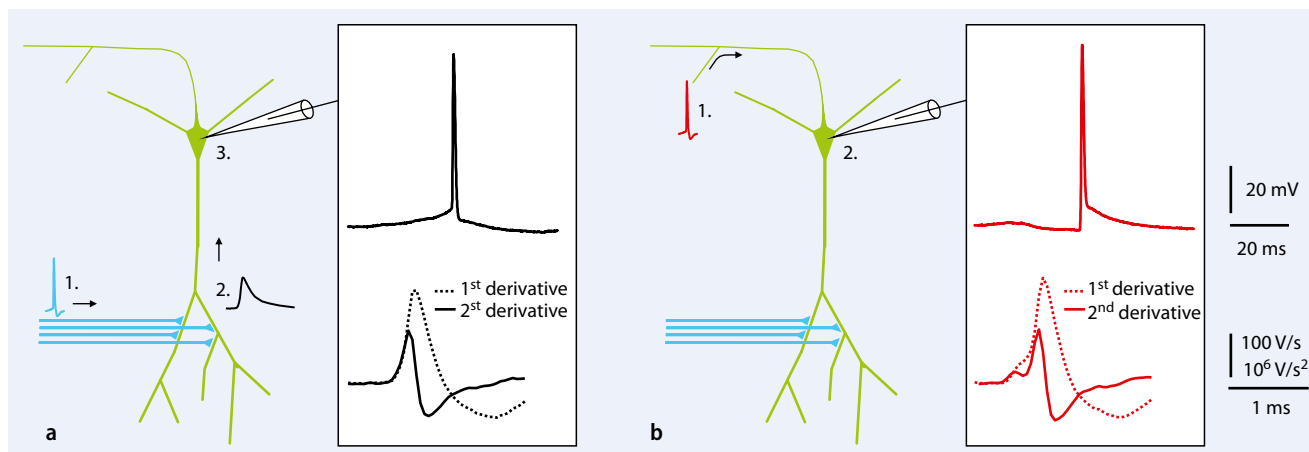 3.
1.
2.
1st derivative
2st derivative
a
1.
2.
1st derivative
2nd derivative
b
20 mV
20 ms
100 V/s
10⁶ V/s²
1 ms